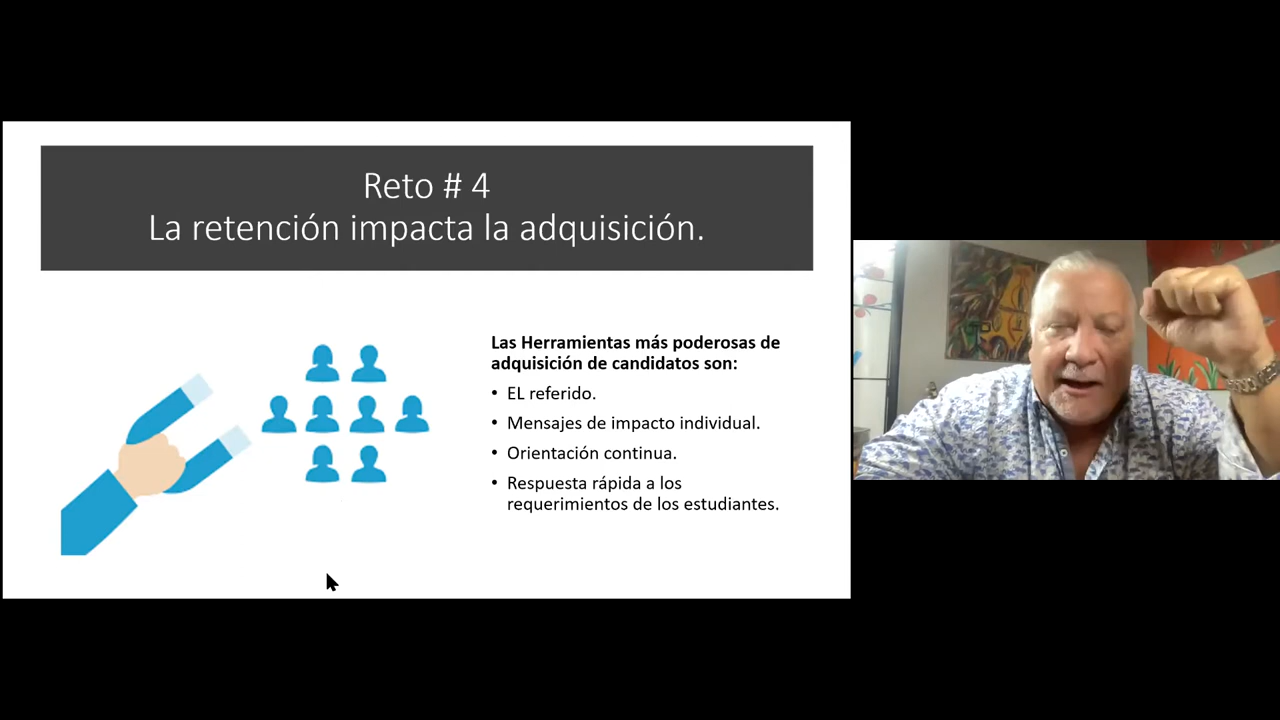 Reto # 4
La retención impacta la adquisición.
Las Herramientas más poderosas de
adquisición de candidatos son:
• EL referido.
• Mensajes de impacto individual.
• Orientación continua.
• Respuesta rápida a los
requerimientos de los estudiantes.